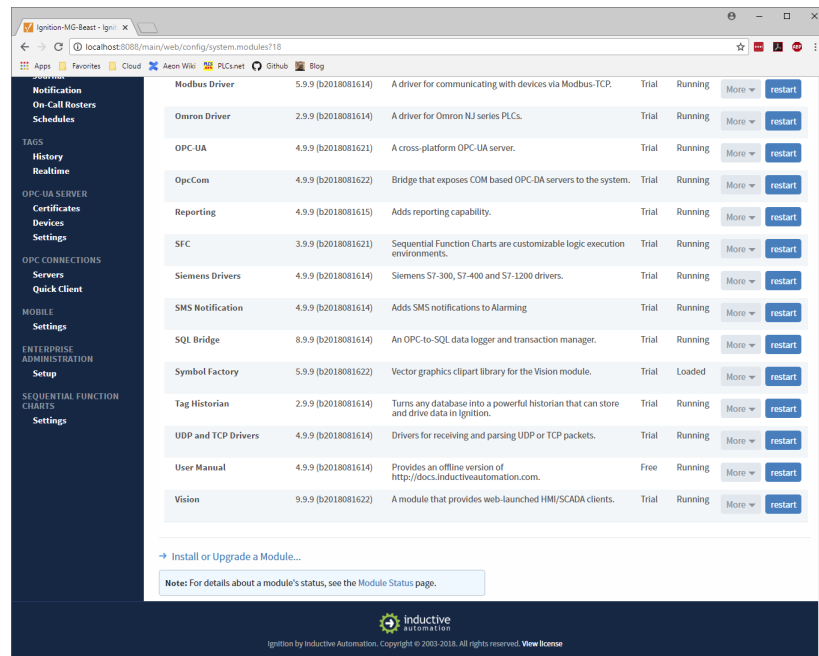 Ignition-MG-Beast - Ignit
localhost:8088/main/web/config/system.modules?18
Apps Favorites Cloud Aeon Wiki PLCs.net Github Blog
Notification
On-Call Rosters
Schedules
TAGS
History
Realtime
OPC-UA SERVER
Certificates
Devices
Settings
OPC CONNECTIONS
Servers
Quick Client
MOBILE
Settings
ENTERPRISE
ADMINISTRATION
Setup
SEQUENTIAL FUNCTION
CHARTS
Settings
Modbus Driver 5.9.9 (b2018081614) A driver for communicating with devices via Modbus-TCP. Trial Running More restart
Omron Driver 2.9.9 (b2018081614) A driver for Omron NJ series PLCs. Trial Running More restart
OPC-UA 4.9.9 (b2018081621) A cross-platform OPC-UA server. Trial Running More restart
OpcCom 4.9.9 (b2018081622) Bridge that exposes COM based OPC-DA servers to the system. Trial Running More restart
Reporting 4.9.9 (b2018081615) Adds reporting capability. Trial Running More restart
SFC 3.9.9 (b2018081621) Sequential Function Charts are customizable logic execution Trial Running More restart
environments.
Siemens Drivers 4.9.9 (b2018081614) Siemens S7-300, S7-400 and S7-1200 drivers. Trial Running More restart
SMS Notification 4.9.9 (b2018081614) Adds SMS notifications to Alarming Trial Running More restart
SQL Bridge 8.9.9 (b2018081614) An OPC-to-SQL data logger and transaction manager. Trial Running More restart
Symbol Factory 5.9.9 (b2018081622) Vector graphics clipart library for the Vision module. Trial Loaded More restart
Tag Historian 2.9.9 (b2018081614) Turns any database into a powerful historian that can store Trial Running More restart
and drive data in Ignition.
UDP and TCP Drivers 4.9.9 (b2018081614) Drivers for receiving and parsing UDP or TCP packets. Trial Running More restart
User Manual 4.9.9 (b2018081614) Provides an offline version of Free Running More restart
http://docs.inductiveautomation.com.
Vision 9.9.9 (b2018081622) A module that provides web-launched HMI/SCADA clients. Trial Running More restart
→ Install or Upgrade a Module...
Note: For details about a module's status, see the Module Status page.
inductive
automation
Ignition by Inductive Automation. Copyright © 2003-2018. All rights reserved. View license